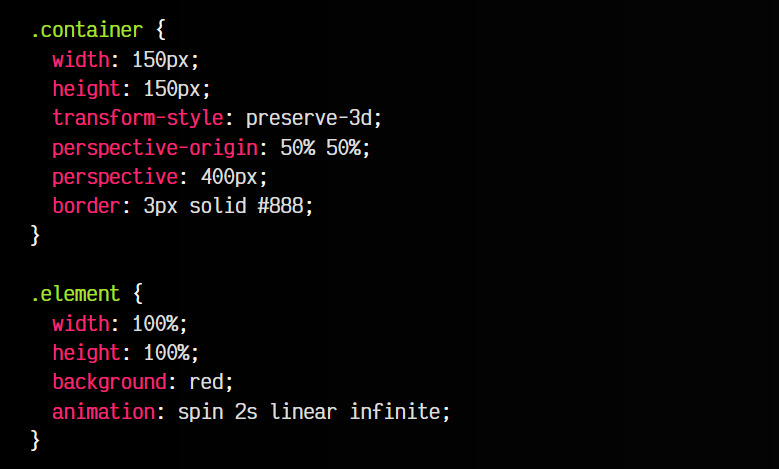 .container {
  width: 150px;
  height: 150px;
  transform-style: preserve-3d;
  perspective-origin: 50% 50%;
  perspective: 400px;
  border: 3px solid #888;
}

.element {
  width: 100%;
  height: 100%;
  background: red;
  animation: spin 2s linear infinite;
}